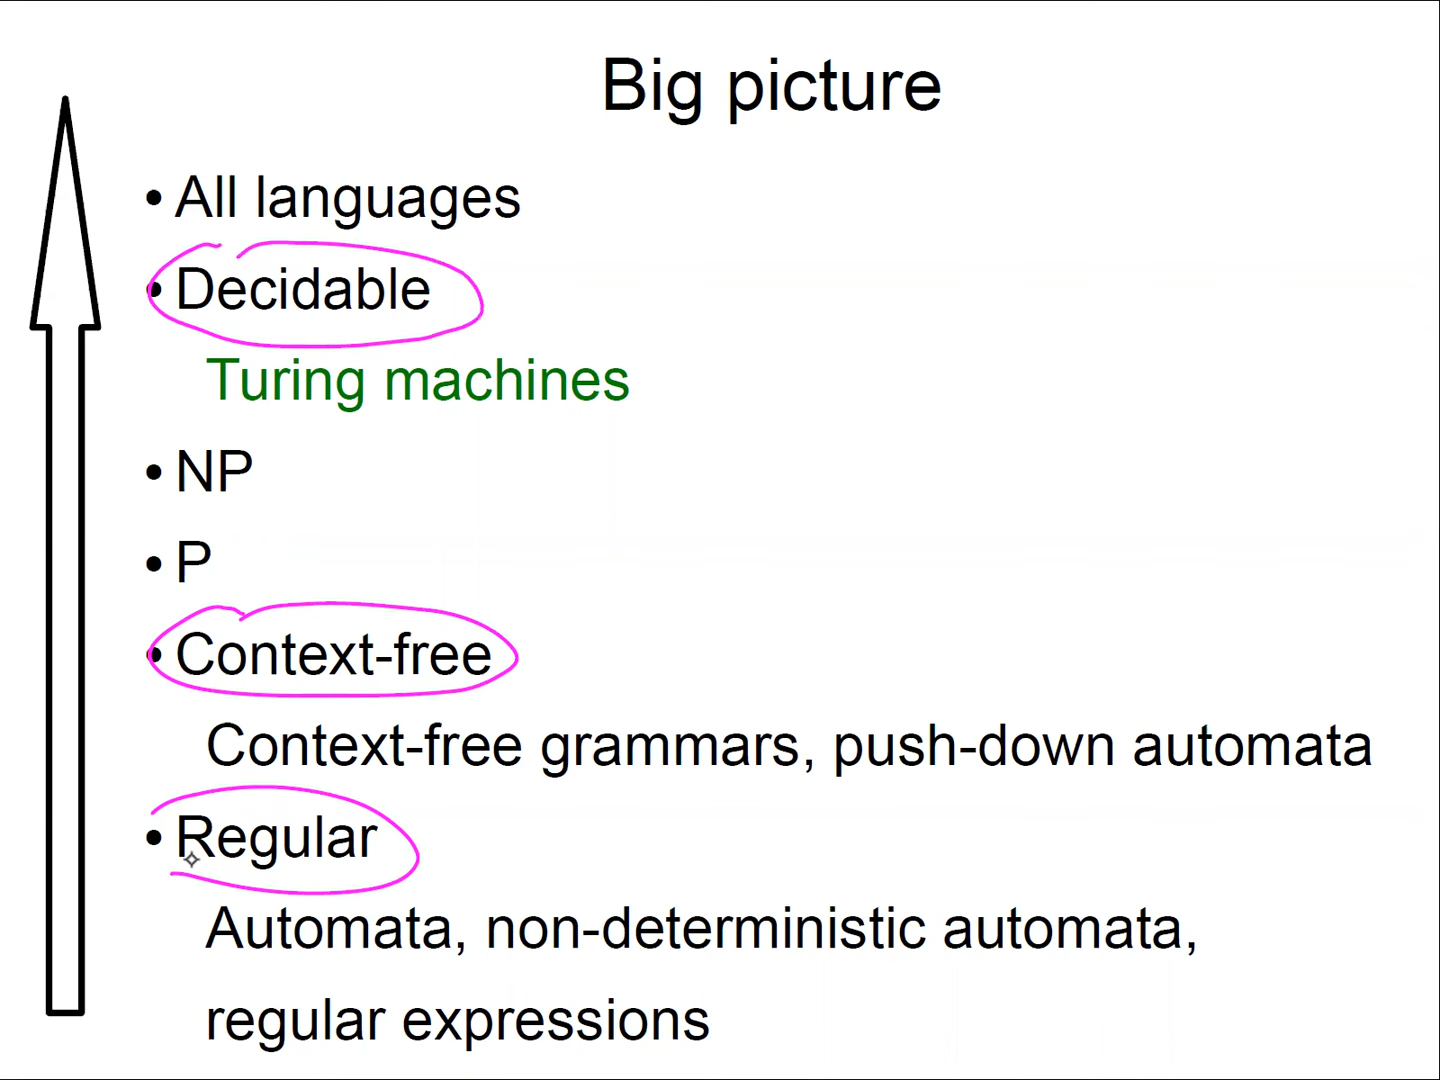 Big picture
• All languages
• Decidable
Turing machines
• NP
• P
• Context-free
Context-free grammars, push-down automata
• Regular
Automata, non-deterministic automata,
regular expressions